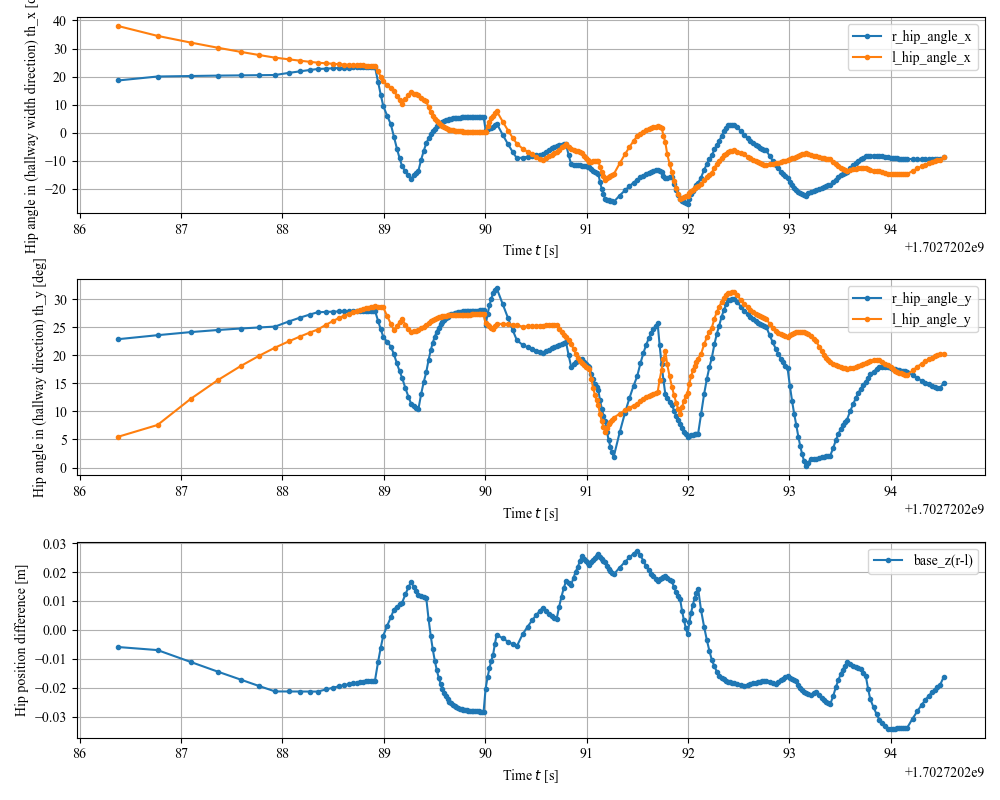 Hip angle in (hallway width direction) th_x [d
40
30
20
10
0
−10
−20
r_hip_angle_x
l_hip_angle_x
86 87 88 89 90 91 92 93 94
Time t [s]
+1.7027202e9
Hip angle in (hallway direction) th_y [deg]
30
25
20
15
10
5
0
r_hip_angle_y
l_hip_angle_y
86 87 88 89 90 91 92 93 94
Time t [s]
+1.7027202e9
Hip position difference [m]
0.03
0.02
0.01
0.00
−0.01
−0.02
−0.03
base_z(r-l)
86 87 88 89 90 91 92 93 94
Time t [s]
+1.7027202e9